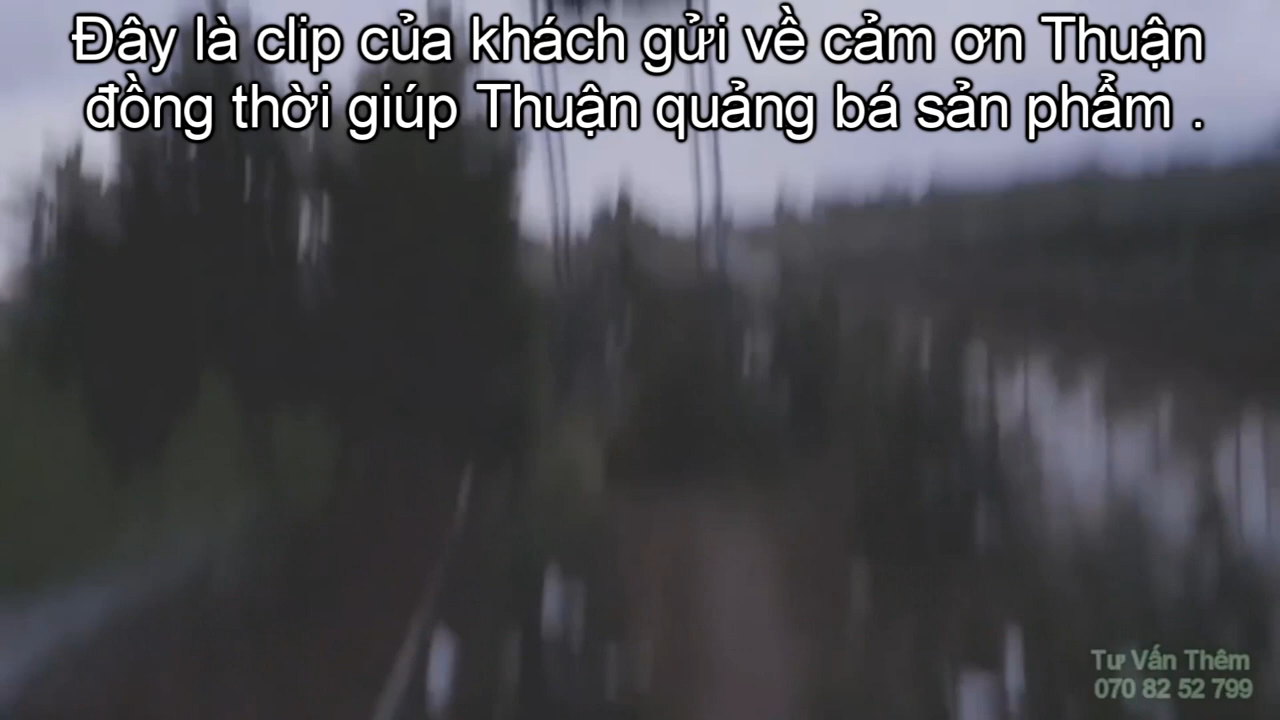 Đây là clip của khách gửi về cảm ơn Thuận
đồng thời giúp Thuận quảng bá sản phẩm .
Tư Vấn Thêm
070 82 52 799